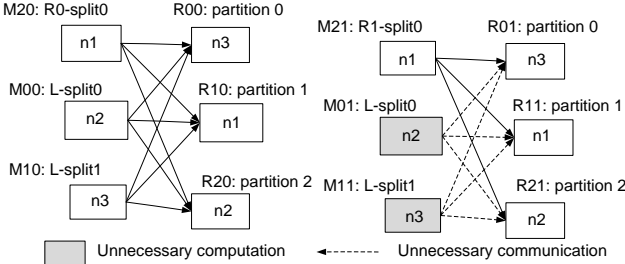 M20: R0-split0
R00: partition 0
n1
n3
M00: L-split0
R10: partition 1
n2
n1
M10: L-split1
R20: partition 2
n3
n2
M21: R1-split0
R01: partition 0
n1
n3
M01: L-split0
R11: partition 1
n2
n1
M11: L-split1
R21: partition 2
n3
n2
Unnecessary computation
Unnecessary communication